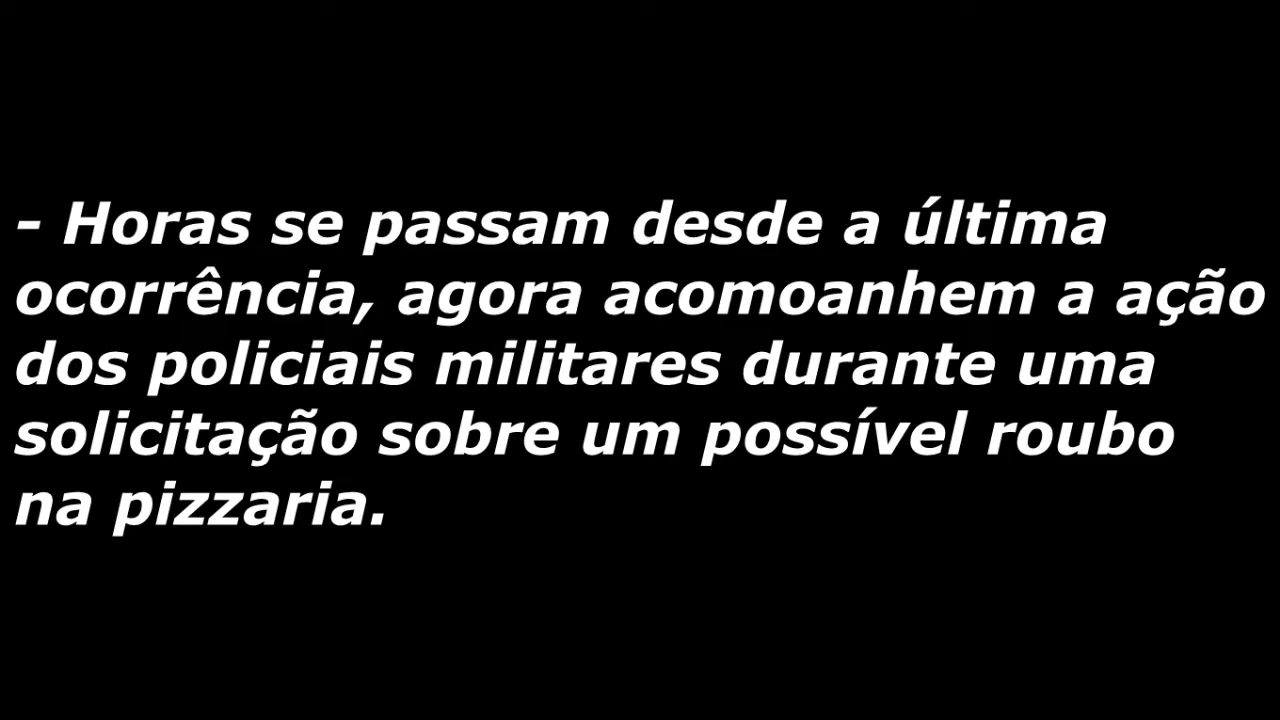 - Horas se passam desde a última
ocorrência, agora acomoanhem a ação
dos policiais militares durante uma
solicitação sobre um possível roubo
na pizzaria.